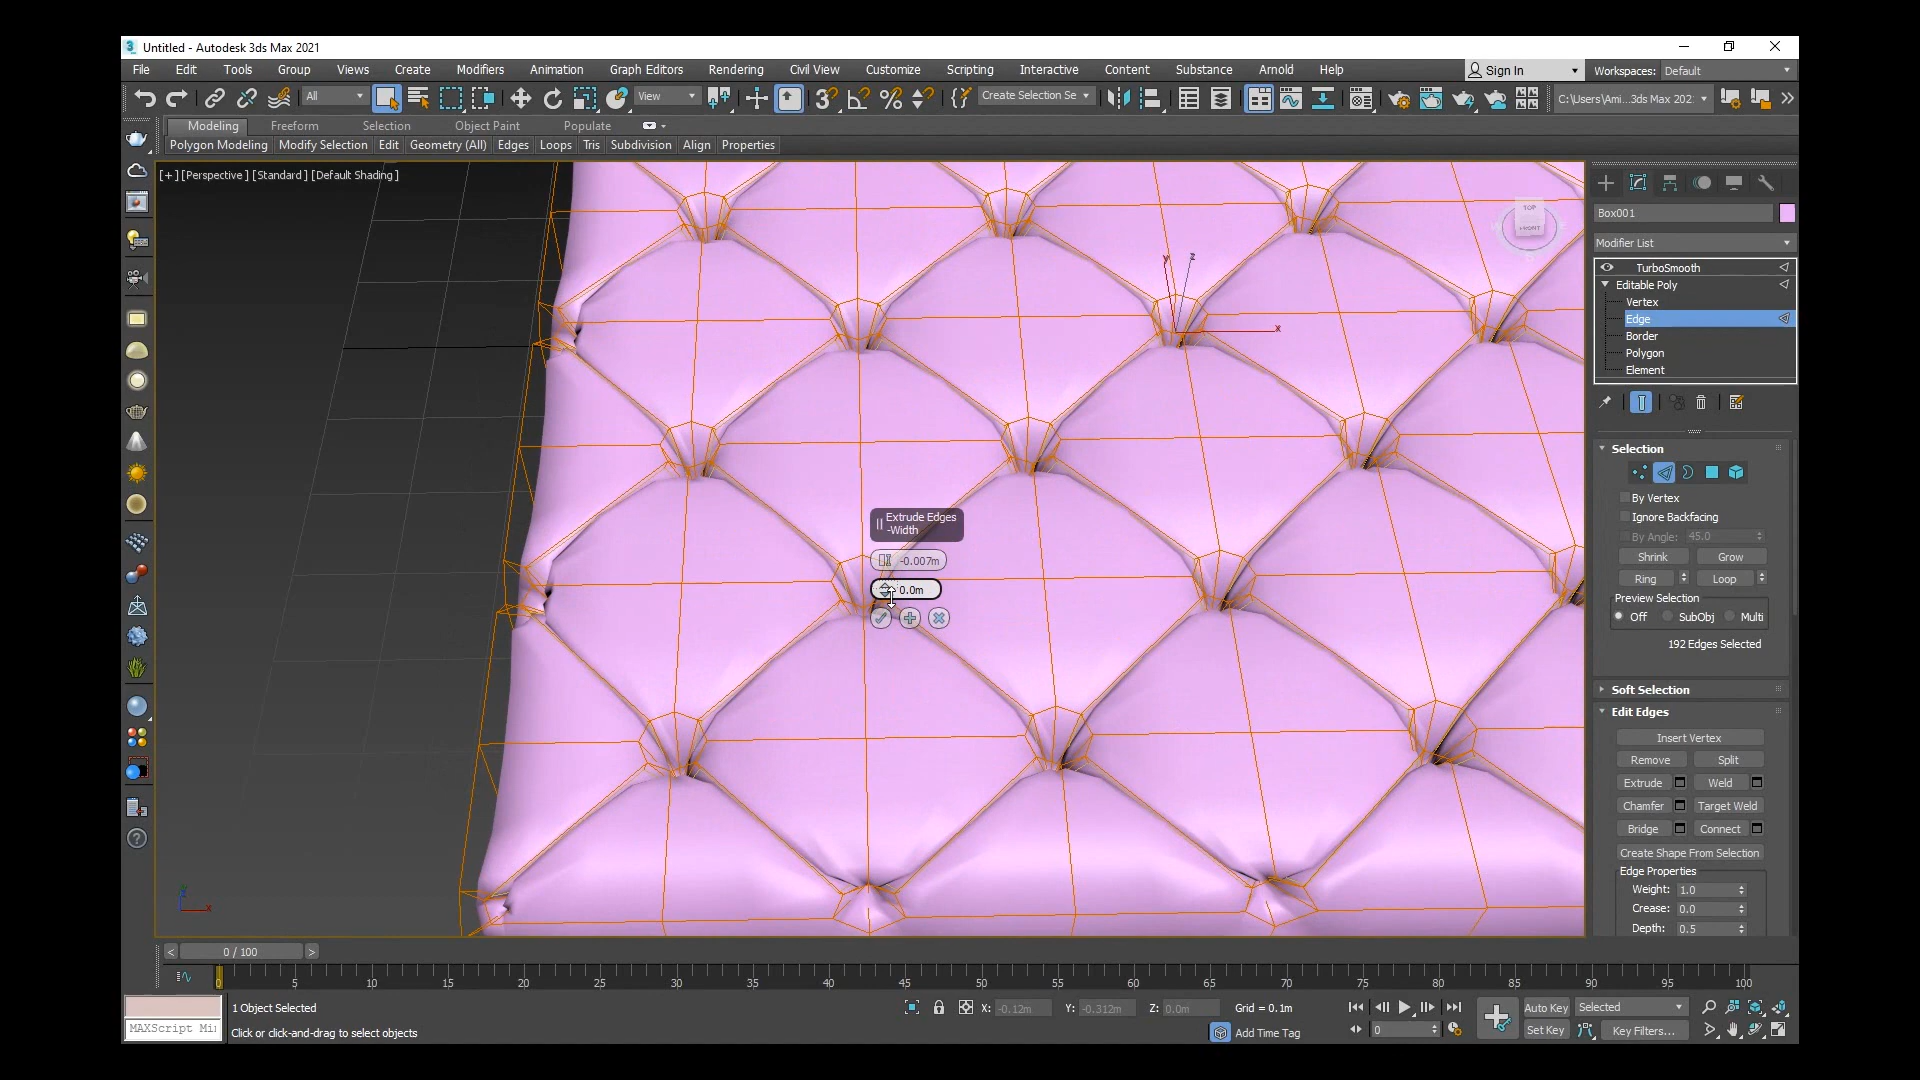 Untitled - Autodesk 3ds Max 2021
File Edit Tools Group Views Create Modifiers Animation Graph Editors Rendering Civil View Customize Scripting Interactive Content Substance Arnold Help Sign In Workspaces: Default
All View Create Selection Se C:\Users\Ami...3ds Max 202
Modeling Freeform Selection Object Paint Populate
Polygon Modeling Modify Selection Edit Geometry (All) Edges Loops Tris Subdivision Align Properties
[+] [Perspective ] [Standard ] [Default Shading ]
TOP
FRONT
Box001
Modifier List
TurboSmooth
Editable Poly
Vertex
Edge
Border
Polygon
Element
y z
x
Selection
By Vertex
Ignore Backfacing
By Angle: 45.0
Shrink Grow
Ring Loop
Preview Selection
Off SubObj Multi
192 Edges Selected
Extrude Edges
-Width
-0.007m
0.0m
Soft Selection
Edit Edges
Insert Vertex
Remove Split
Extrude Weld
Chamfer Target Weld
Bridge Connect
Create Shape From Selection
Edge Properties
Weight: 1.0
Crease: 0.0
Depth: 0.5
< 0 / 100 >
0 5 10 15 20 25 30 35 40 45 50 55 60 65 70 75 80 85 90 95 100
1 Object Selected X: -0.12m Y: -0.312m Z: 0.0m Grid = 0.1m Auto Key Selected
MAXScript Mi Click or click-and-drag to select objects Add Time Tag 0 Set Key Key Filters...